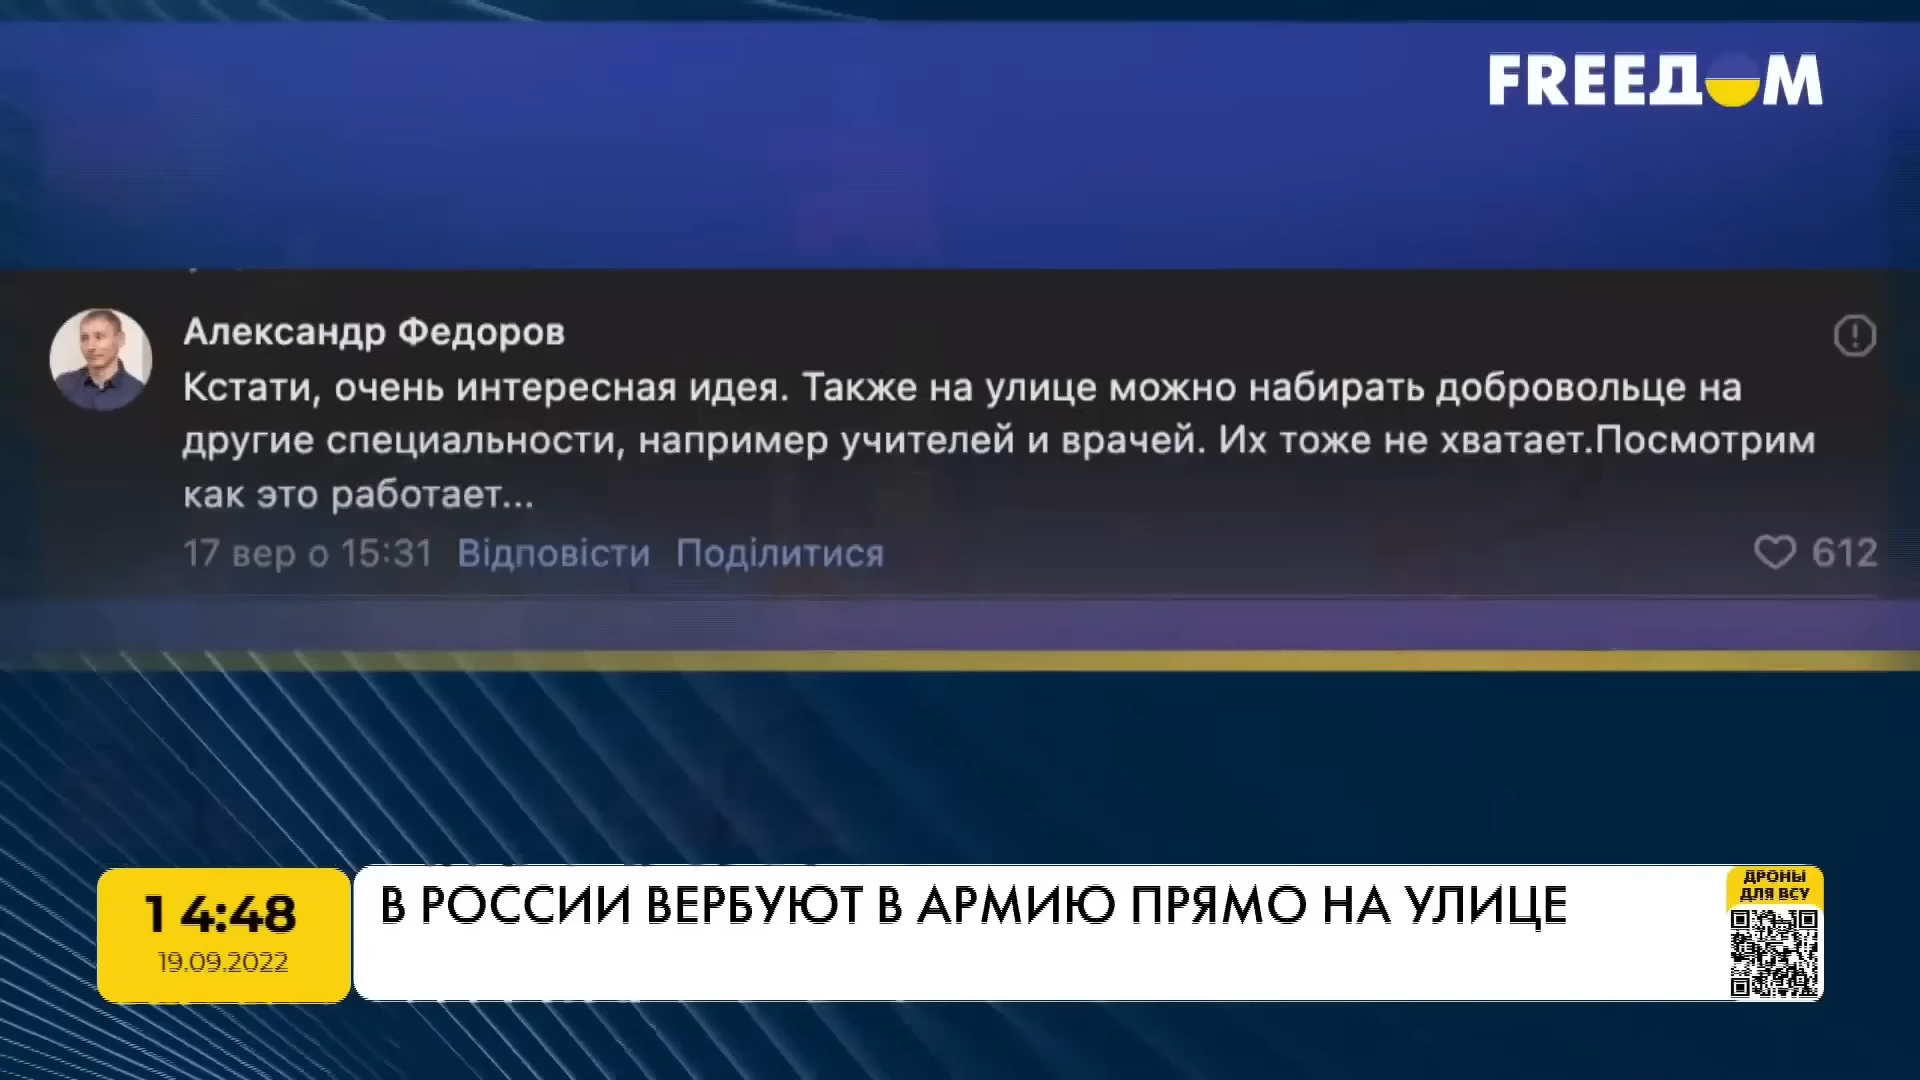 FREEДOM
Александр Федоров
Кстати, очень интересная идея. Также на улице можно набирать добровольце на
другие специальности, например учителей и врачей. Их тоже не хватает.Посмотрим
как это работает...
17 вер о 15:31 Відповісти Поділитися
612
14:48
19.09.2022
В РОССИИ ВЕРБУЮТ В АРМИЮ ПРЯМО НА УЛИЦЕ
ДРОНЫ
ДЛЯ ВСУ